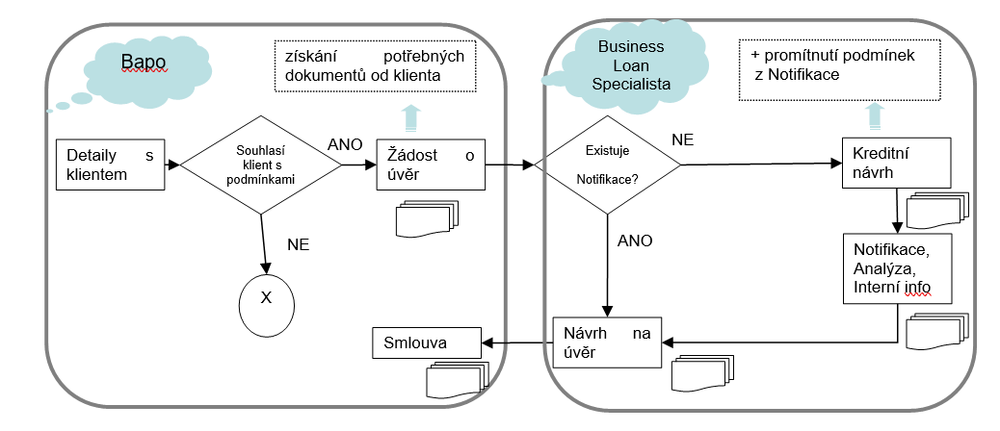 Bapo
získání potřebných
dokumentů od klienta
Detaily s
klientem
Souhlasí
klient s
podmínkami
ANO
Žádost o
úvěr
NE
X
Smlouva
Business
Loan
Specialista
+ promítnutí podmínek
z Notifikace
Existuje
Notifikace?
NE
Kreditní
návrh
ANO
Notifikace,
Analýza,
Interní info
Návrh na
úvěr